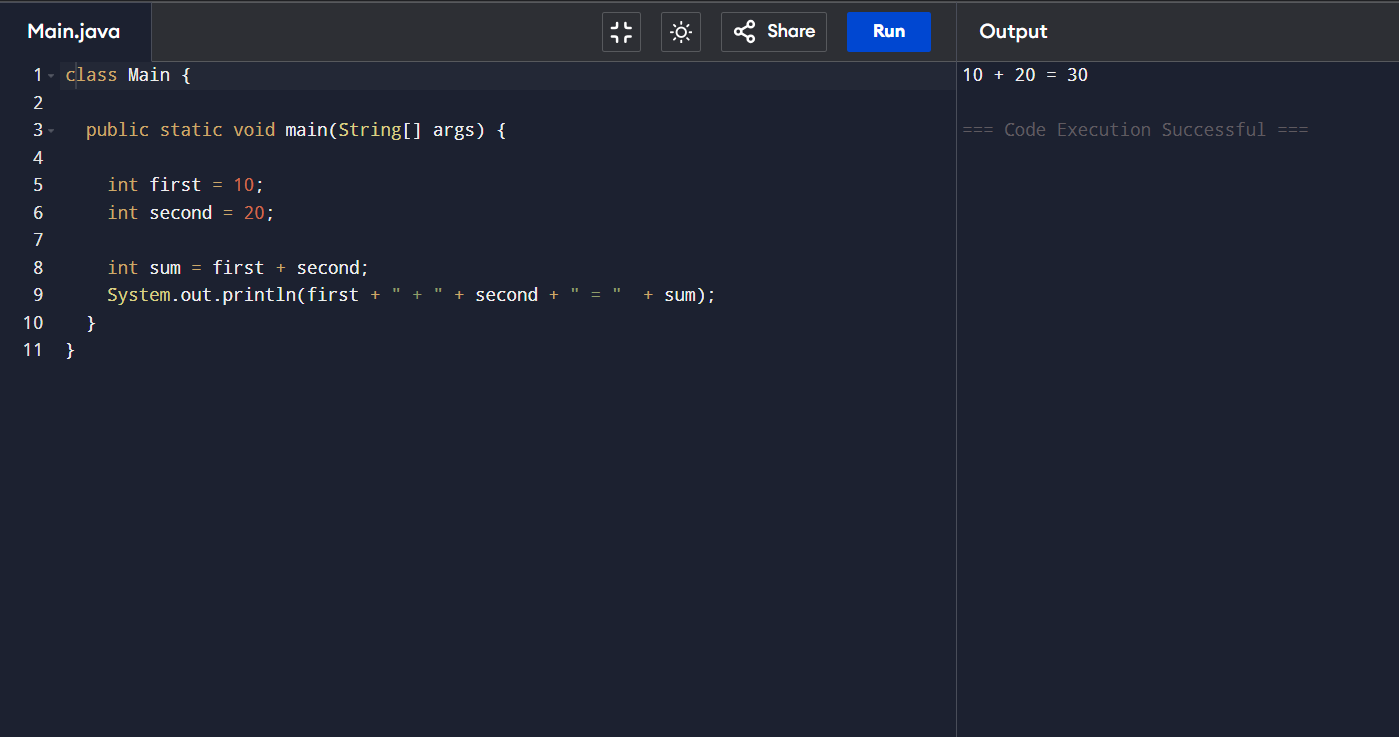 Main.java Share Run Output
1 class Main {
2
3   public static void main(String[] args) {
4
5     int first = 10;
6     int second = 20;
7
8     int sum = first + second;
9     System.out.println(first + " + " + second + " = "  + sum);
10   }
11 }
10 + 20 = 30
=== Code Execution Successful ===